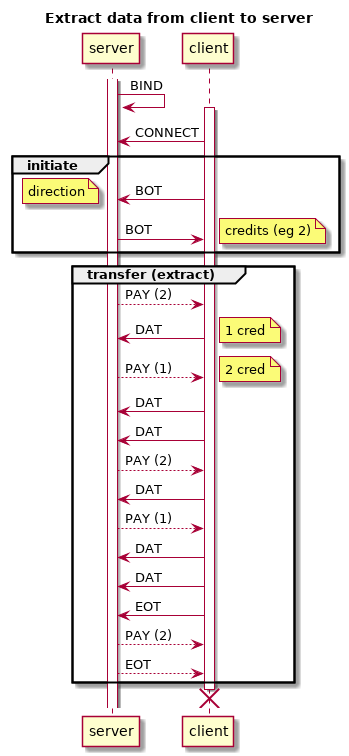 Extract data from client to server
server client
BIND
CONNECT
initiate
direction
BOT
BOT
credits (eg 2)
transfer (extract)
PAY (2)
DAT
1 cred
PAY (1)
2 cred
DAT
DAT
PAY (2)
DAT
PAY (1)
DAT
DAT
EOT
PAY (2)
EOT
server client